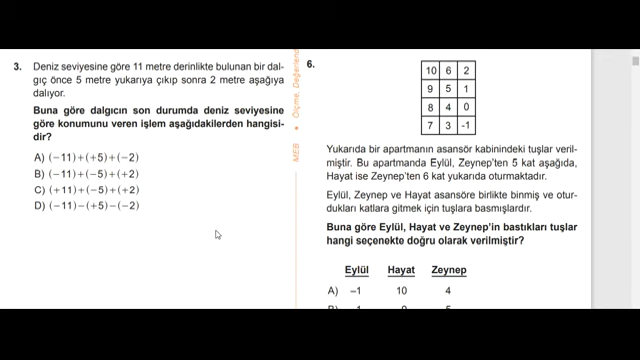 3. Deniz seviyesine göre 11 metre derinlikte bulunan bir dal-
gıç önce 5 metre yukarıya çıkıp sonra 2 metre aşağıya
dalıyor.
Buna göre dalgıcın son durumda deniz seviyesine
göre konumunu veren işlem aşağıdakilerden hangisi-
dir?
A) (−11)+(+5)+(−2)
B) (−11)+(−5)+(+2)
C) (+11)+(−5)+(+2)
D) (−11)−(+5)−(−2)
MEB • Ölçme, Değerlend
6.
10 6 2
9 5 1
8 4 0
7 3 -1
Yukarıda bir apartmanın asansör kabinindeki tuşlar veril-
miştir. Bu apartmanda Eylül, Zeynep'ten 5 kat aşağıda,
Hayat ise Zeynep'ten 6 kat yukarıda oturmaktadır.
Eylül, Zeynep ve Hayat asansöre birlikte binmiş ve otur-
dukları katlara gitmek için tuşlara basmışlardır.
Buna göre Eylül, Hayat ve Zeynep'in bastıkları tuşlar
hangi seçenekte doğru olarak verilmiştir?
Eylül Hayat Zeynep
A) −1 10 4